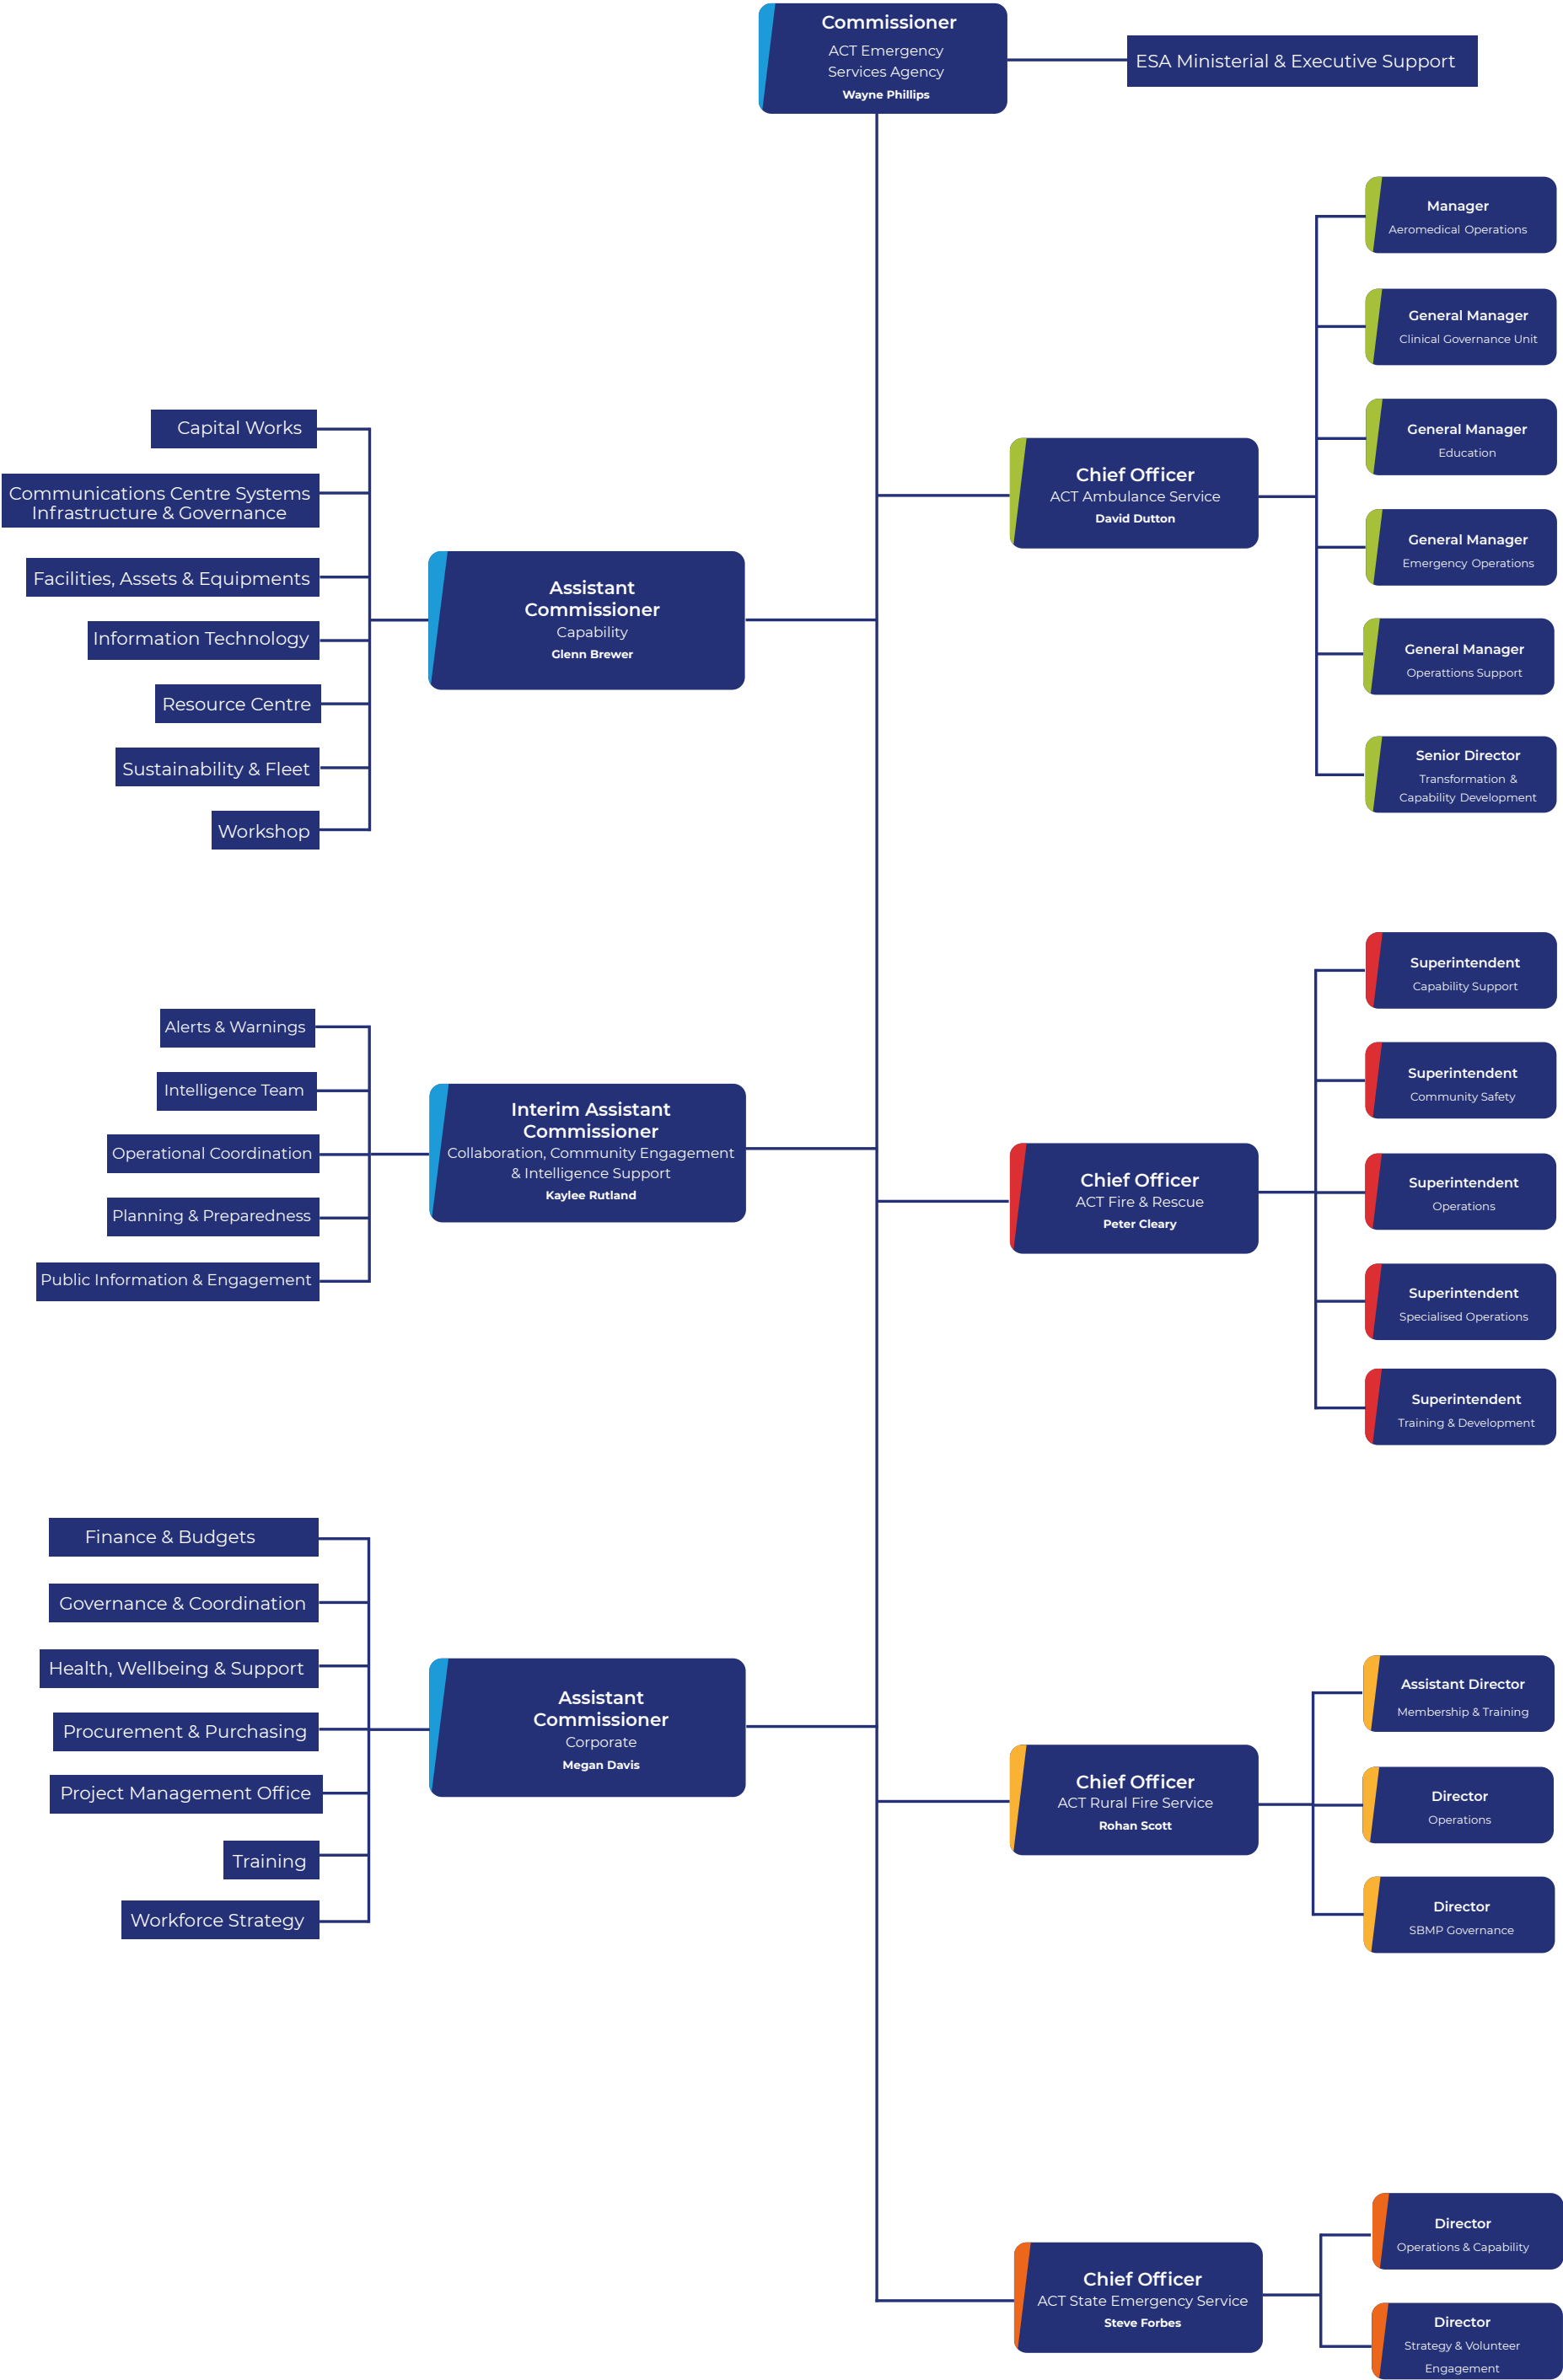 Commissioner
ACT Emergency
Services Agency
Wayne Phillips
ESA Ministerial & Executive Support
Capital Works
Communications Centre Systems
Infrastructure & Governance
Facilities, Assets & Equipments
Information Technology
Resource Centre
Sustainability & Fleet
Workshop
Assistant
Commissioner
Capability
Glenn Brewer
Chief Officer
ACT Ambulance Service
David Dutton
Manager
Aeromedical Operations
General Manager
Clinical Governance Unit
General Manager
Education
General Manager
Emergency Operations
General Manager
Operattions Support
Senior Director
Transformation &
Capability Development
Alerts & Warnings
Intelligence Team
Operational Coordination
Planning & Preparedness
Public Information & Engagement
Interim Assistant
Commissioner
Collaboration, Community Engagement
& Intelligence Support
Kaylee Rutland
Chief Officer
ACT Fire & Rescue
Peter Cleary
Superintendent
Capability Support
Superintendent
Community Safety
Superintendent
Operations
Superintendent
Specialised Operations
Superintendent
Training & Development
Finance & Budgets
Governance & Coordination
Health, Wellbeing & Support
Procurement & Purchasing
Project Management Office
Training
Workforce Strategy
Assistant
Commissioner
Corporate
Megan Davis
Chief Officer
ACT Rural Fire Service
Rohan Scott
Assistant Director
Membership & Training
Director
Operations
Director
SBMP Governance
Chief Officer
ACT State Emergency Service
Steve Forbes
Director
Operations & Capability
Director
Strategy & Volunteer
Engagement